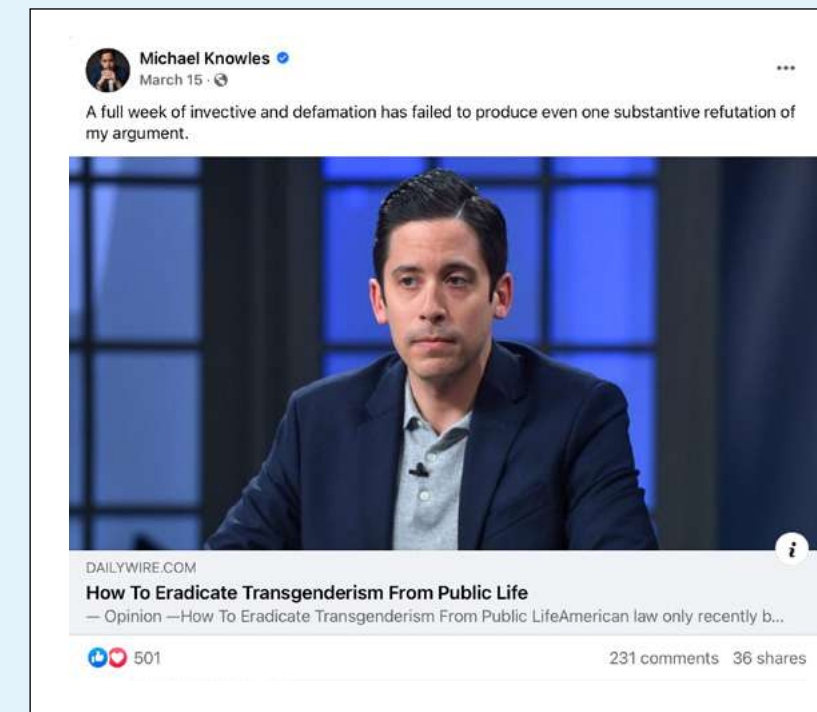 Michael Knowles
March 15 ·
A full week of invective and defamation has failed to produce even one substantive refutation of
my argument.
i
DAILYWIRE.COM
How To Eradicate Transgenderism From Public Life
— Opinion —How To Eradicate Transgenderism From Public LifeAmerican law only recently b...
501
231 comments 36 shares